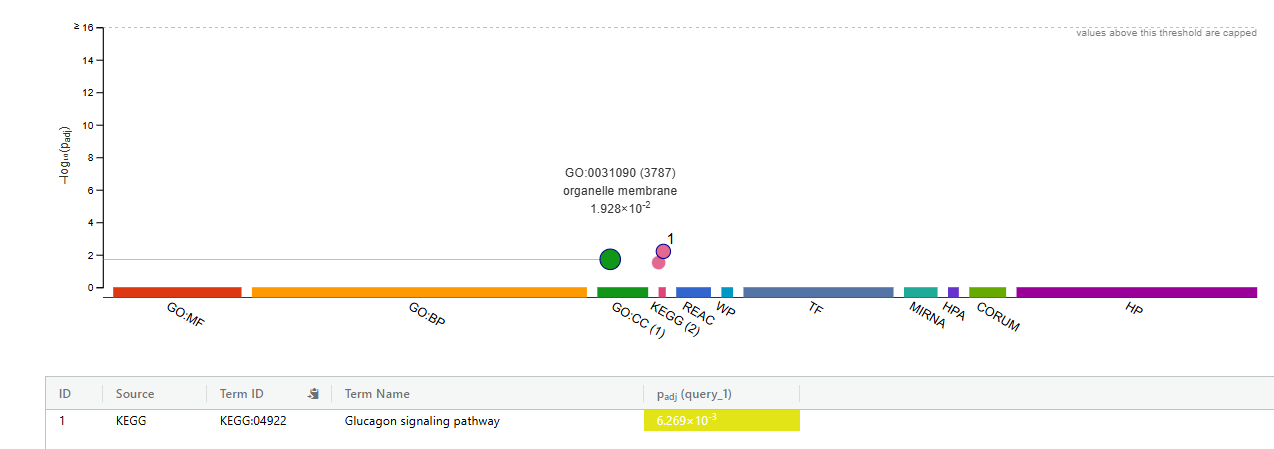 ≥ 16
values above this threshold are capped
14
12
10
8
6
4
2
0
-log₁₀(padj)
GO:0031090 (3787)
organelle membrane
1.928×10-2
1
GO:MF
GO:BP
GO:CC (1)
KEGG (2)
REAC
WP
TF
MIRNA
HPA
CORUM
HP
ID Source Term ID Term Name padj (query_1)
1 KEGG KEGG:04922 Glucagon signaling pathway 6.269×10-3